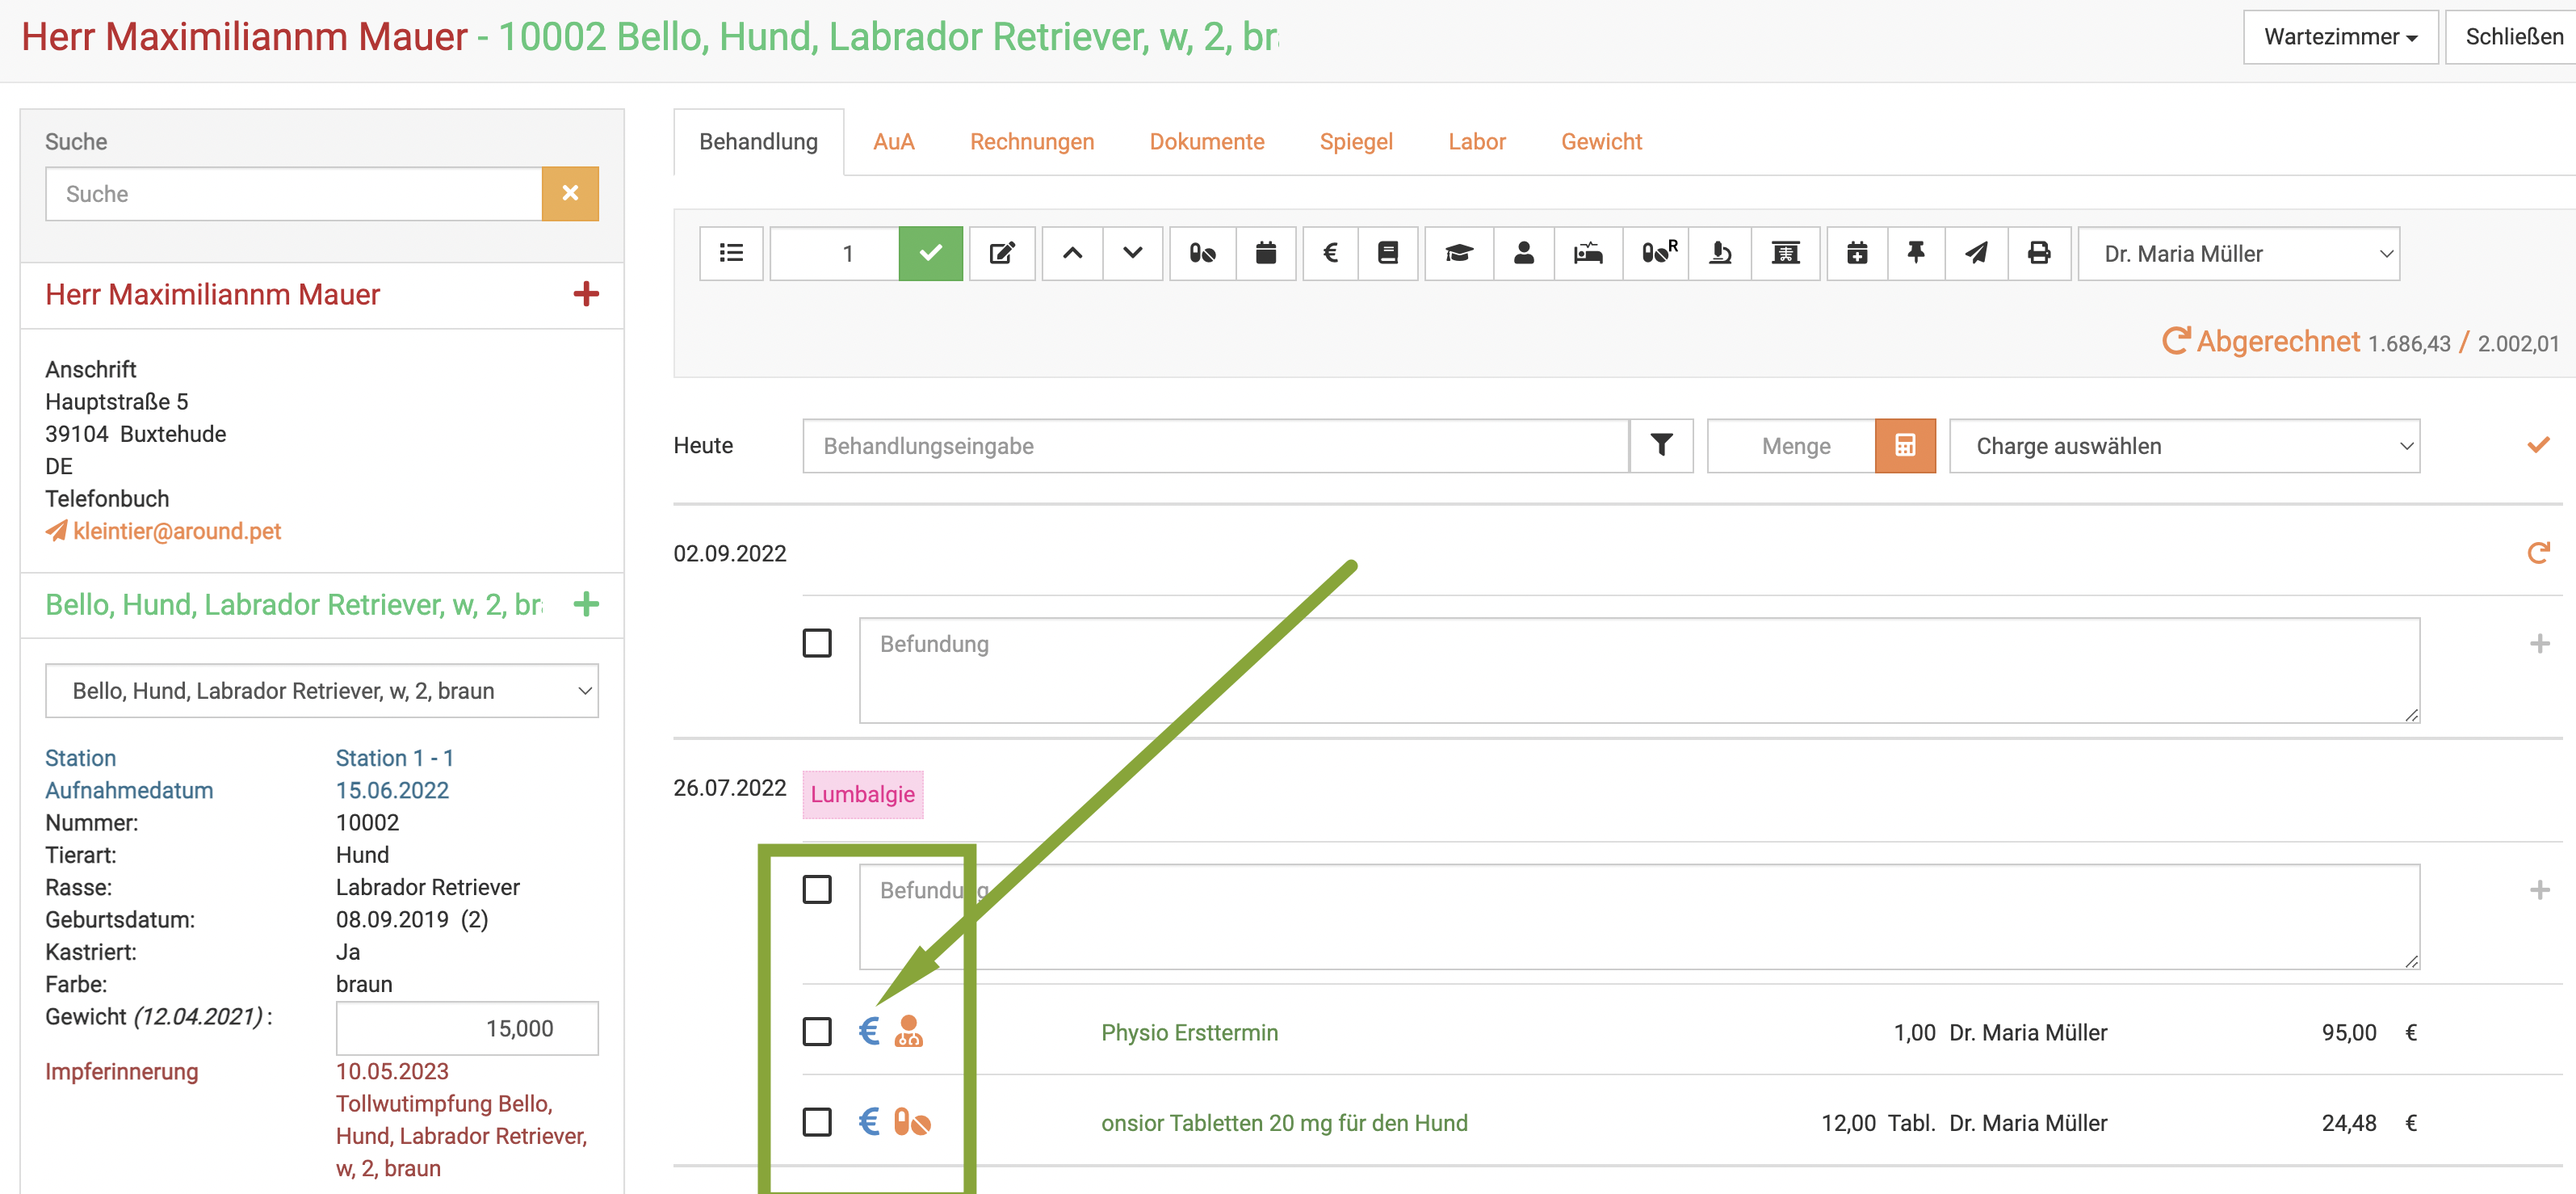 Herr Maximiliannm Mauer - 10002 Bello, Hund, Labrador Retriever, w, 2, br
Wartezimmer
Schließen
Suche
Suche
Herr Maximiliannm Mauer
Anschrift
Hauptstraße 5
39104 Buxtehude
DE
Telefonbuch
kleintier@around.pet
Bello, Hund, Labrador Retriever, w, 2, br
Bello, Hund, Labrador Retriever, w, 2, braun
Station Station 1 - 1
Aufnahmedatum 15.06.2022
Nummer: 10002
Tierart: Hund
Rasse: Labrador Retriever
Geburtsdatum: 08.09.2019 (2)
Kastriert: Ja
Farbe: braun
Gewicht (12.04.2021) : 15,000
Impferinnerung 10.05.2023
Tollwutimpfung Bello,
Hund, Labrador Retriever,
w, 2, braun
Behandlung AuA Rechnungen Dokumente Spiegel Labor Gewicht
1 € R Dr. Maria Müller
Abgerechnet 1.686,43 / 2.002,01
Heute Behandlungseingabe Menge Charge auswählen
02.09.2022
Befundung
26.07.2022 Lumbalgie
Befundung
€ Physio Ersttermin 1,00 Dr. Maria Müller 95,00 €
€ onsior Tabletten 20 mg für den Hund 12,00 Tabl. Dr. Maria Müller 24,48 €